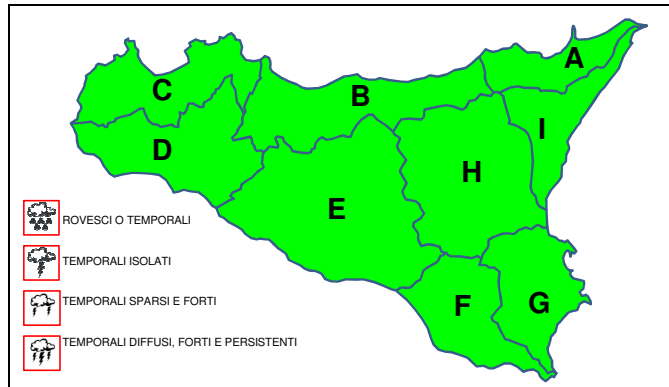 A
C
B
I
D
H
E
F
G
ROVESCI O TEMPORALI
TEMPORALI ISOLATI
TEMPORALI SPARSI E FORTI
TEMPORALI DIFFUSI, FORTI E PERSISTENTI